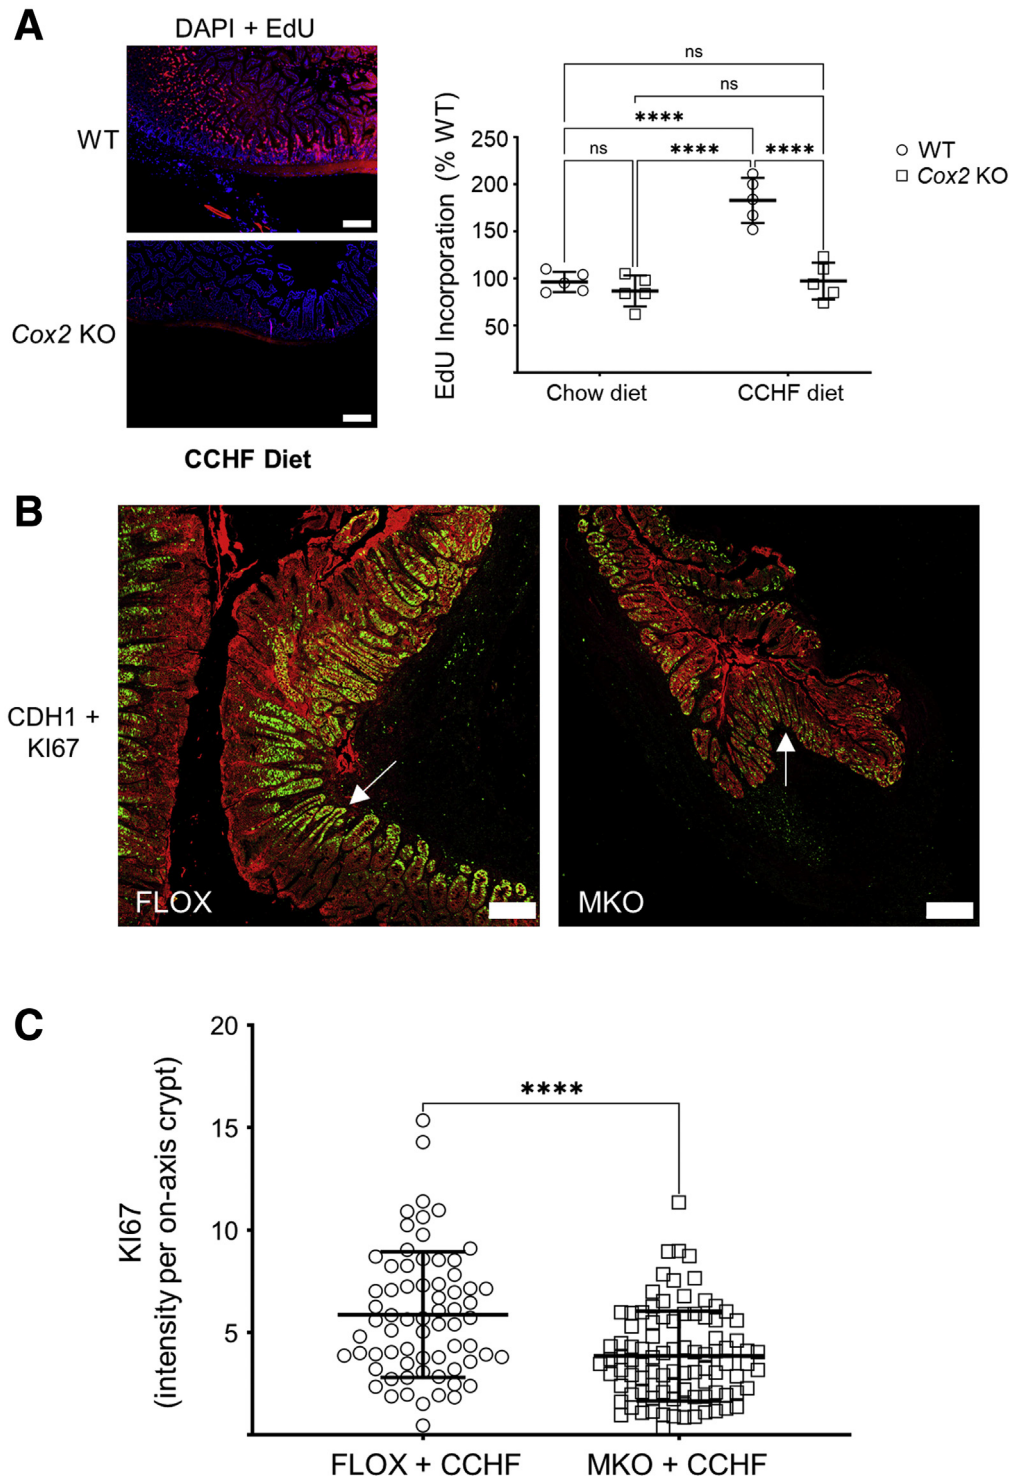 A
DAPI + EdU
WT
Cox2 KO
CCHF Diet
EdU Incorporation (% WT)
250
200
150
100
50
ns
ns
****
ns
****
****
Chow diet
CCHF diet
WT
Cox2 KO
B
CDH1 +
KI67
FLOX
MKO
C
KI67
(intensity per on-axis crypt)
20
15
10
5
****
FLOX + CCHF
MKO + CCHF